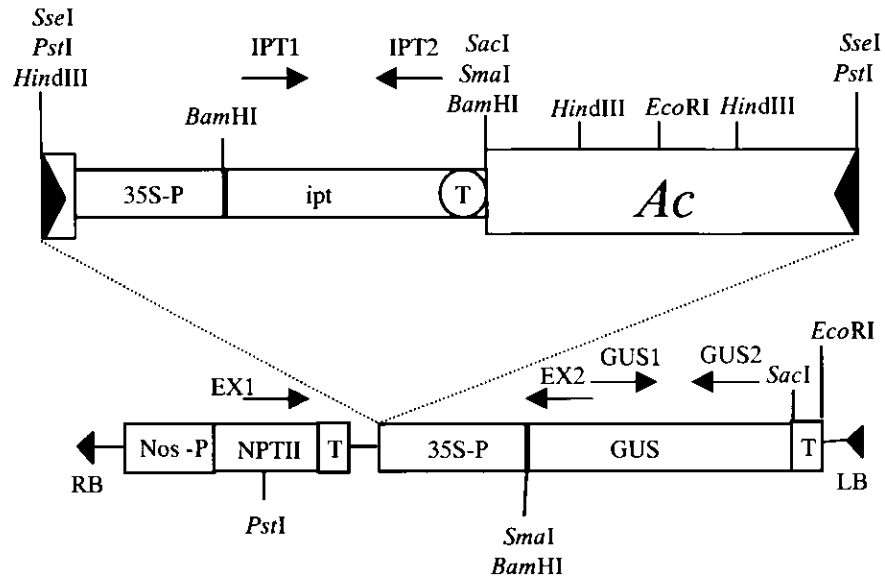 SseI
PstI
HindIII
IPT1
IPT2
SacI
SmaI
BamHI
SseI
PstI
BamHI
HindIII
EcoRI
HindIII
35S-P
ipt
T
Ac
EcoRI
GUS1
GUS2
EX1
EX2
SacI
Nos -P
NPTII
T
35S-P
GUS
T
RB
LB
PstI
SmaI
BamHI